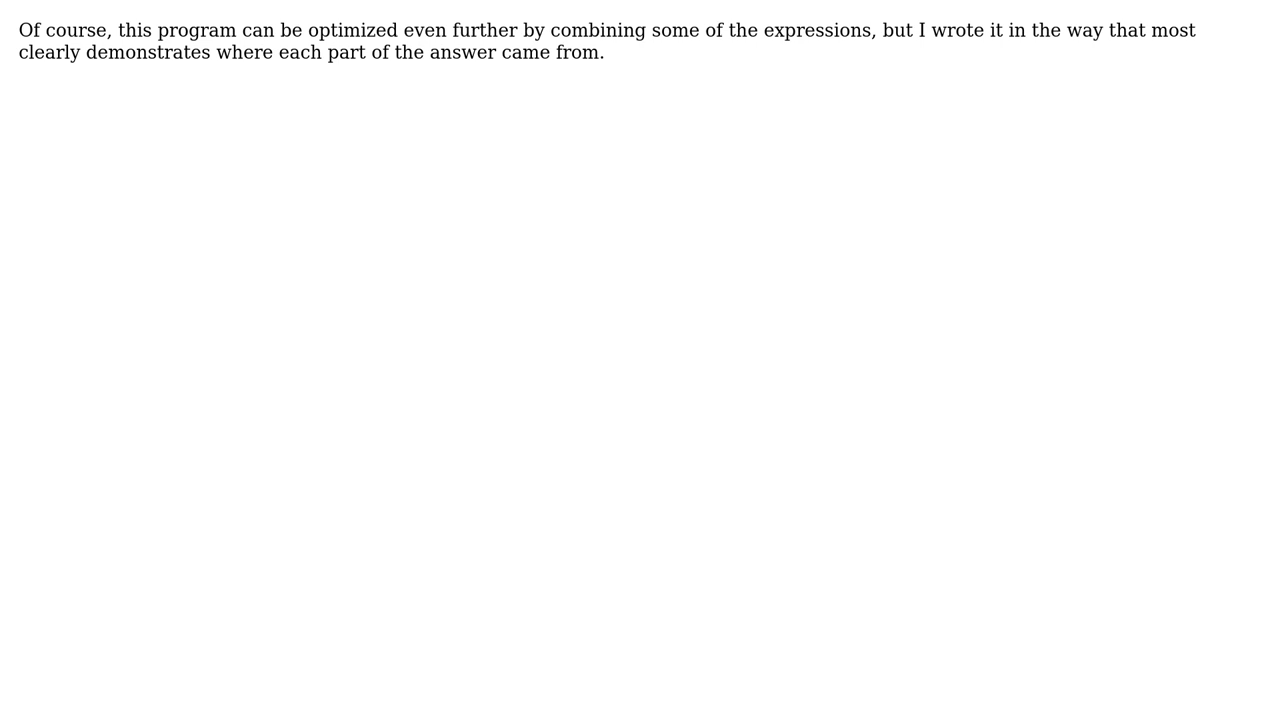 Of course, this program can be optimized even further by combining some of the expressions, but I wrote it in the way that most
clearly demonstrates where each part of the answer came from.